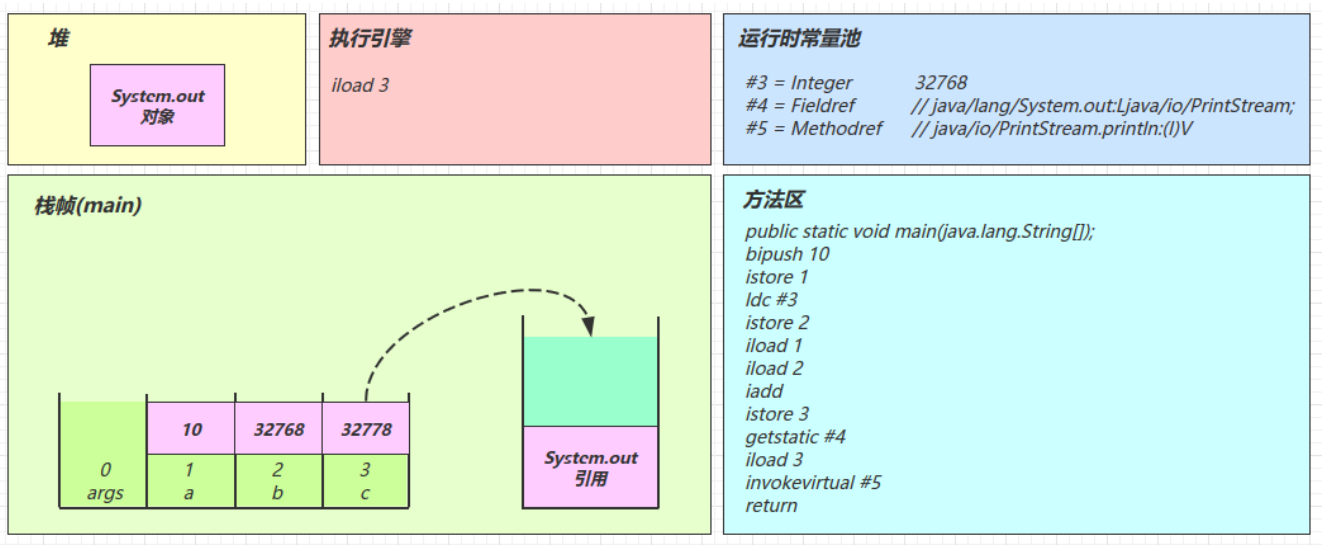 堆
System.out
对象
执行引擎
iload 3
运行时常量池
#3 = Integer 32768
#4 = Fieldref // java/lang/System.out:Ljava/io/PrintStream;
#5 = Methodref // java/io/PrintStream.println:(I)V
栈帧(main)
10 32768 32778
0 1 2 3
args a b c
System.out
引用
方法区
public static void main(java.lang.String[]);
bipush 10
istore 1
ldc #3
istore 2
iload 1
iload 2
iadd
istore 3
getstatic #4
iload 3
invokevirtual #5
return